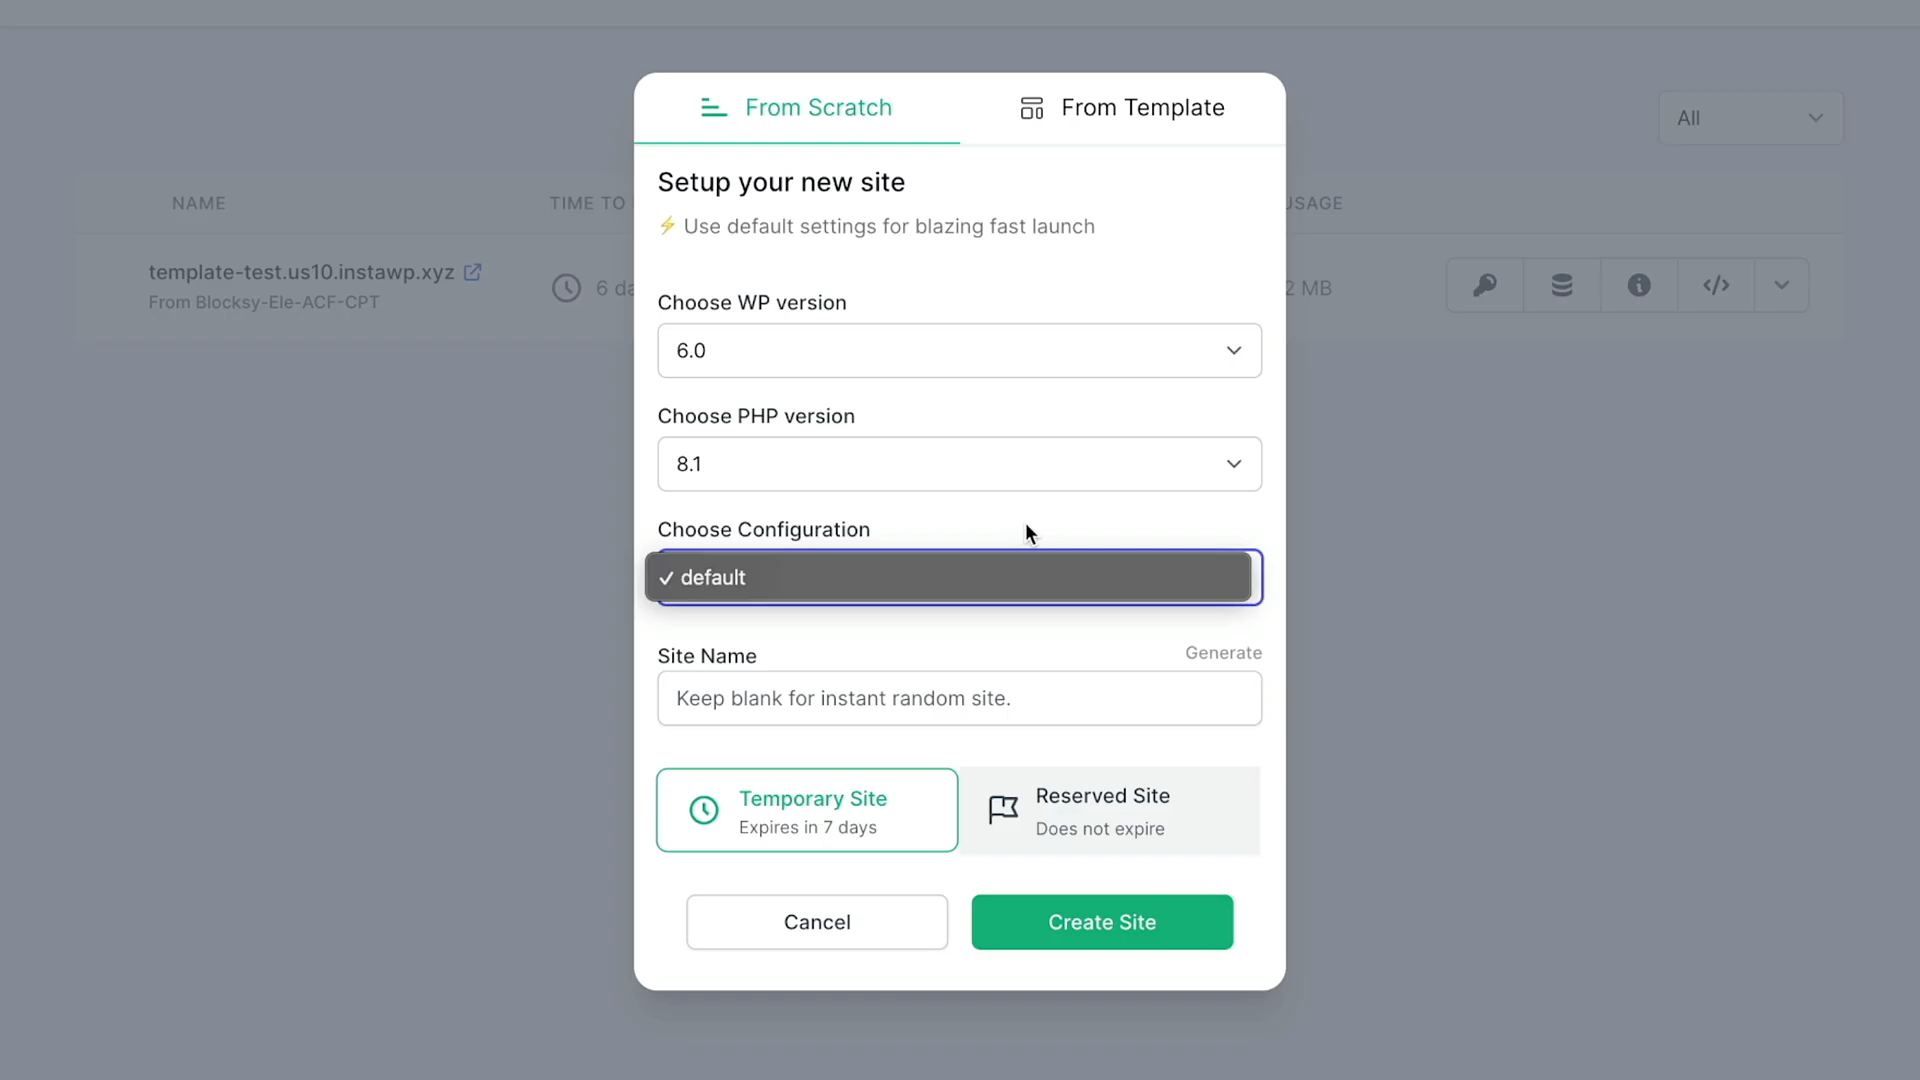 From Scratch
From Template
All
Setup your new site
⚡ Use default settings for blazing fast launch
NAME
TIME TO
USAGE
template-test.us10.instawp.xyz
From Blocksy-Ele-ACF-CPT
6 da
2 MB
Choose WP version
6.0
Choose PHP version
8.1
Choose Configuration
✓ default
Site Name
Generate
Keep blank for instant random site.
Temporary Site
Expires in 7 days
Reserved Site
Does not expire
Cancel
Create Site